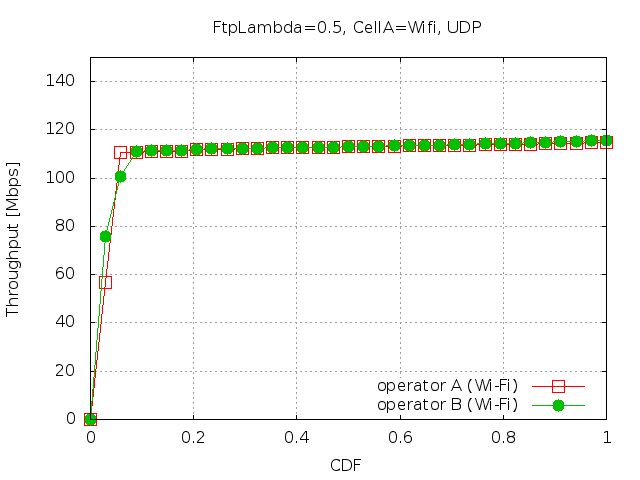 FtpLambda=0.5, CellA=Wifi, UDP
140
120
100
80
60
40
20
0
Throughput [Mbps]
operator A (Wi-Fi)
operator B (Wi-Fi)
0 0.2 0.4 0.6 0.8 1
CDF